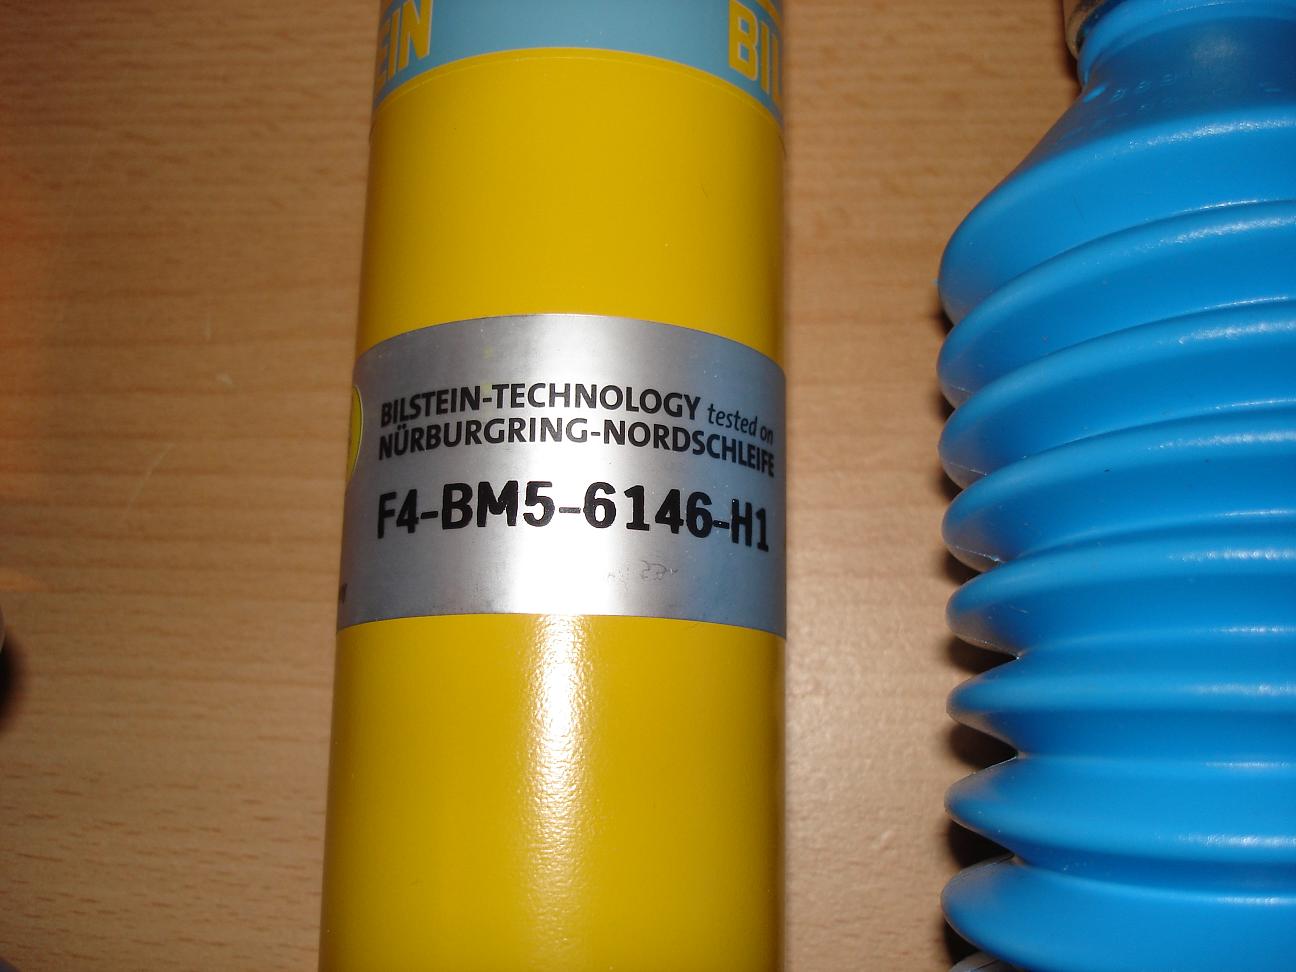 BILSTEIN-TECHNOLOGY tested on
NÜRBURGRING-NORDSCHLEIFE
F4-BM5-6146-H1